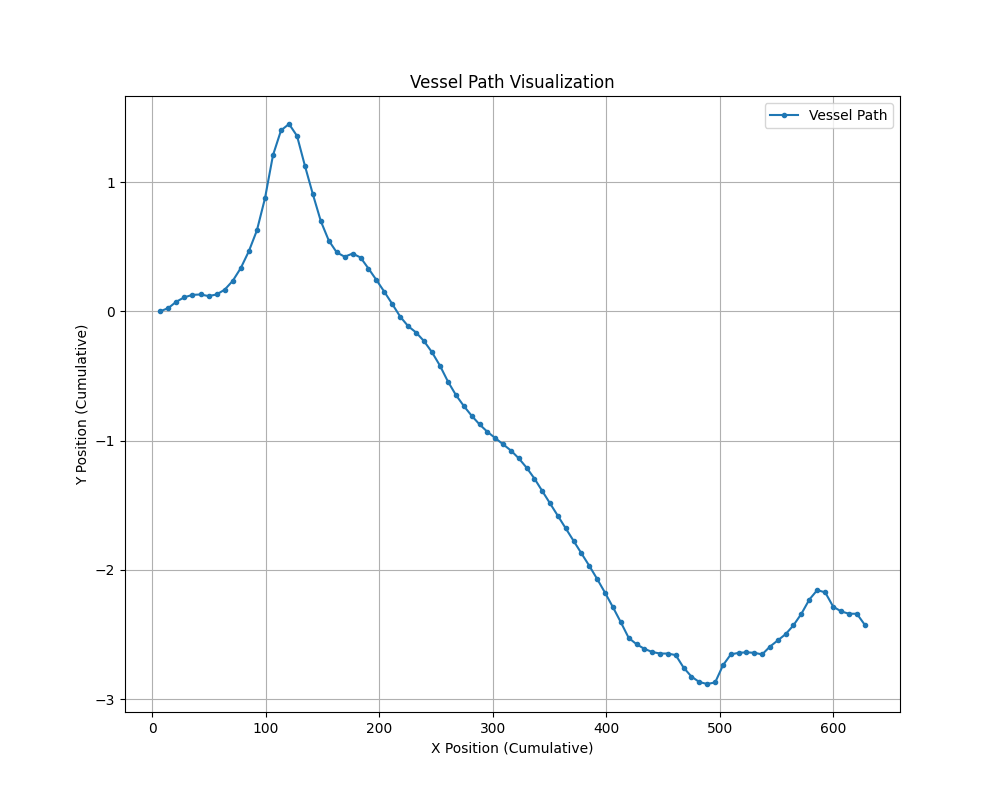 Vessel Path Visualization
Vessel Path
Y Position (Cumulative)
1
0
−1
−2
−3
0 100 200 300 400 500 600
X Position (Cumulative)